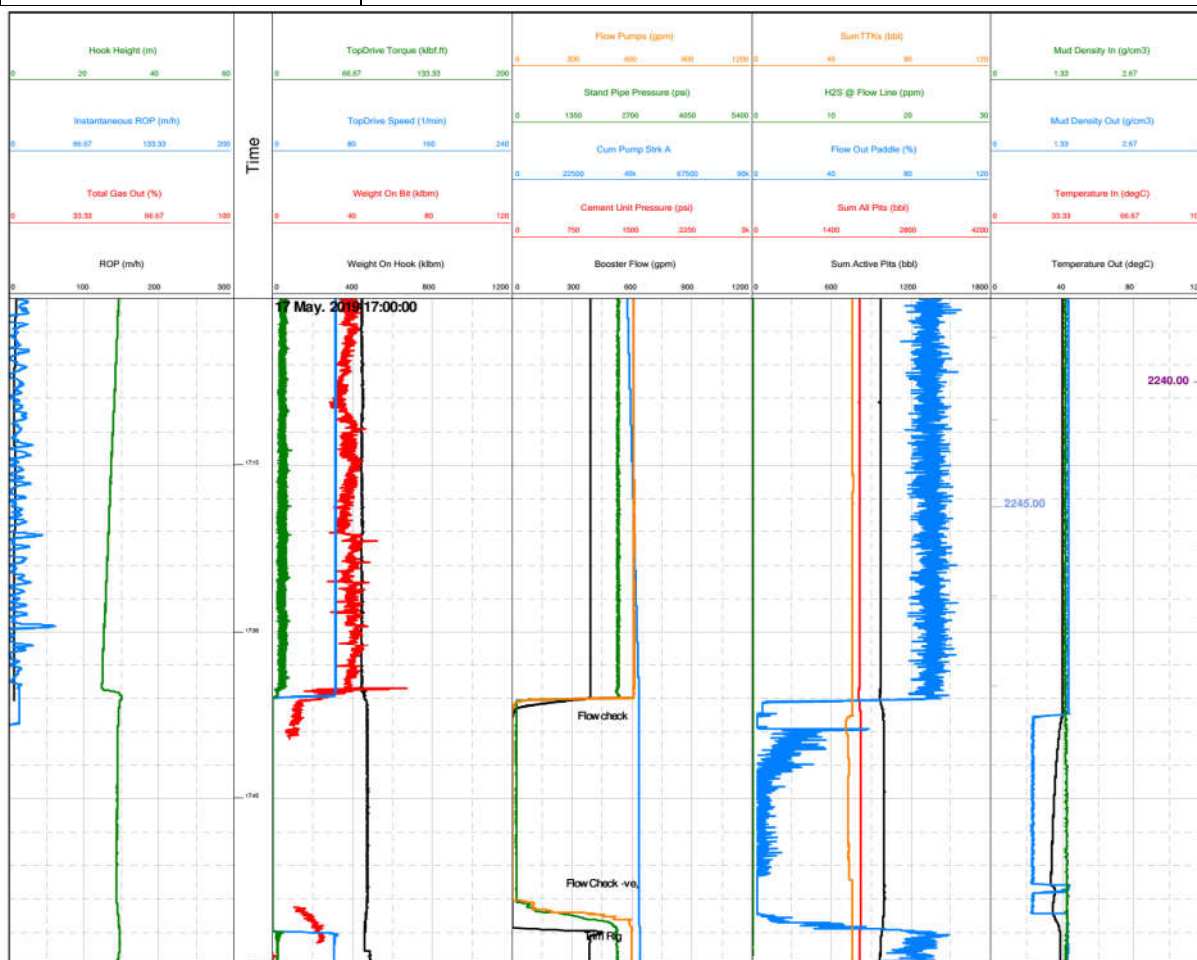 Hook Height (m)
0 20 40 60
Instantaneous ROP (m/h)
0 66.67 133.33 200
Total Gas Out (%)
0 33.33 66.67 100
ROP (m/h)
0 100 200 300
Time
TopDrive Torque (klbf.ft)
0 66.67 133.33 200
TopDrive Speed (1/min)
0 80 160 240
Weight On Bit (klbm)
0 40 80 120
Weight On Hook (klbm)
0 400 800 1200
Flow Pumps (gpm)
0 300 600 900 1200
Stand Pipe Pressure (psi)
0 1350 2700 4050 5400
Cum Pump Strk A
0 22500 45k 67500 90k
Cement Unit Pressure (psi)
0 750 1500 2250 3k
Booster Flow (gpm)
0 300 600 900 1200
SumTTKs (bbl)
0 40 80 120
H2S @ Flow Line (ppm)
0 10 20 30
Flow Out Paddle (%)
0 40 80 120
Sum All Pits (bbl)
0 1400 2800 4200
Sum Active Pits (bbl)
0 600 1200 1800
Mud Density In (g/cm3)
0 1.33 2.67
Mud Density Out (g/cm3)
0 1.33 2.67
Temperature In (degC)
0 33.33 66.67 10
Temperature Out (degC)
0 40 80 12
17 May. 2019 17:00:00
2240.00
17:15
2245.00
17:30
Flow check
17:45
Flow Check -ve,